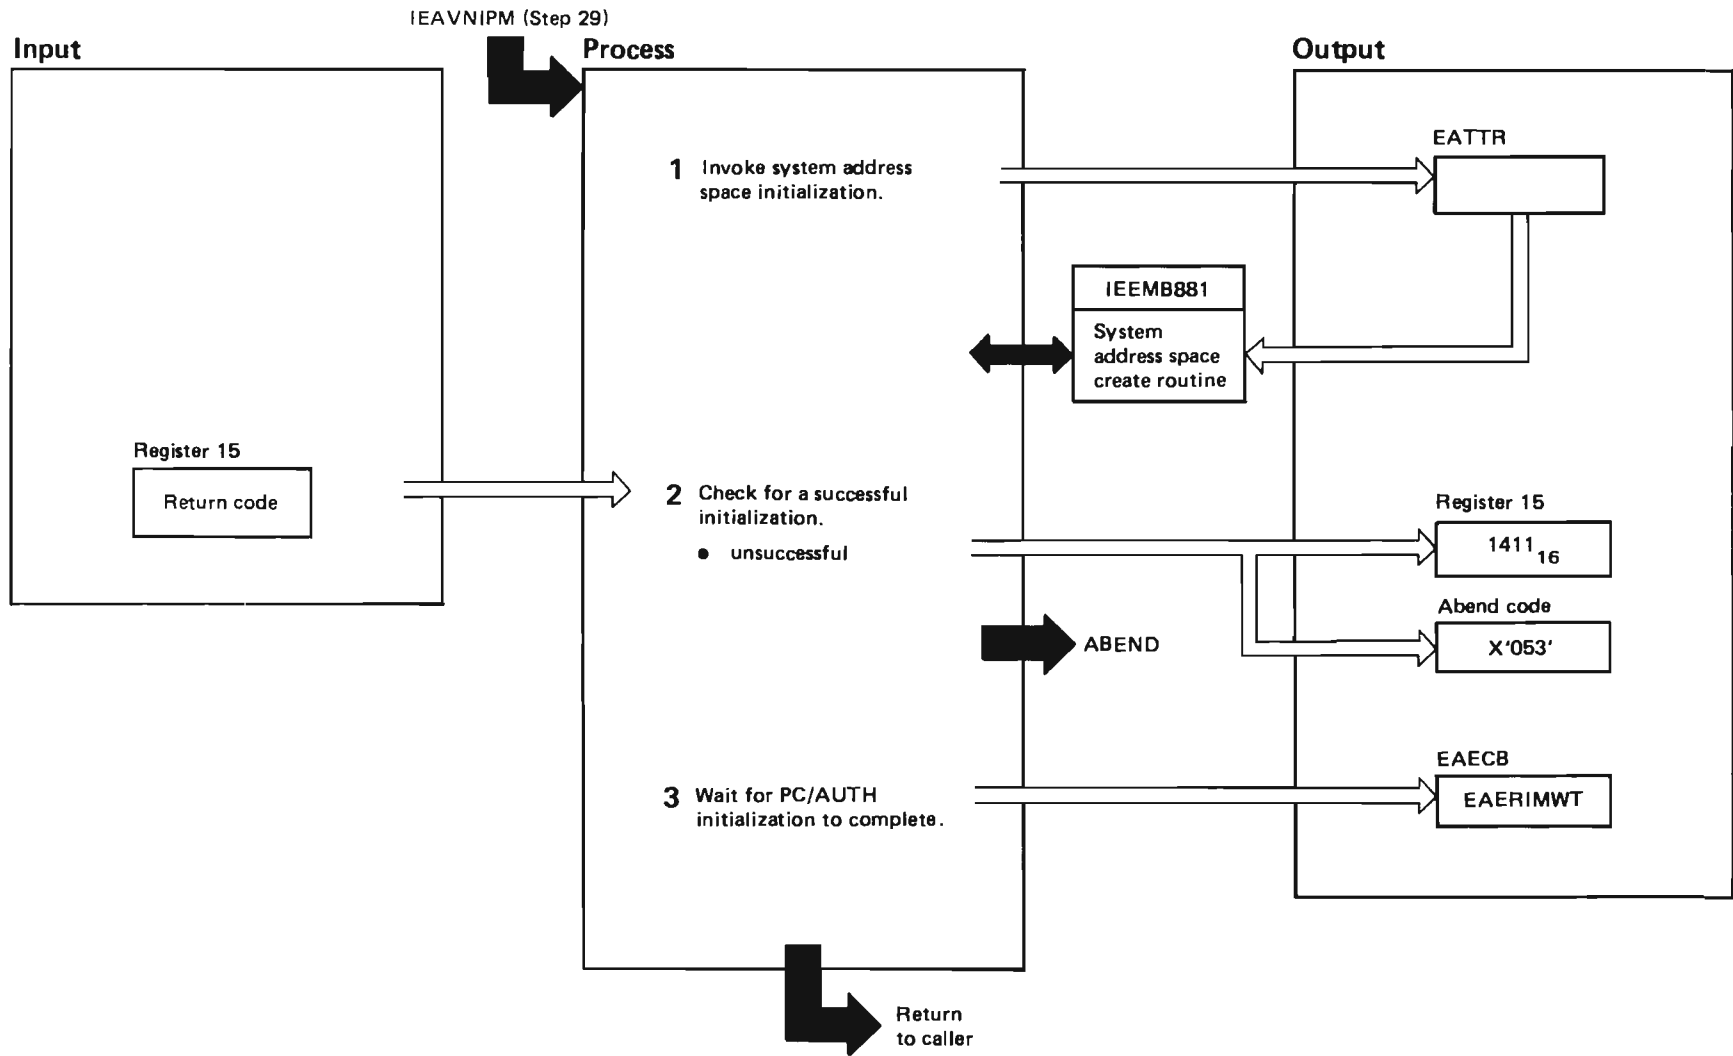 IEAVNIPM (Step 29)
Input
Process
Output
EATTR
1 Invoke system address
space initialization.
IEEMB881
System
address space
create routine
Register 15
Return code
2 Check for a successful
initialization.
• unsuccessful
Register 15
1411 16
Abend code
X'053'
ABEND
EAECB
EAERIMWT
3 Wait for PC/AUTH
initialization to complete.
Return
to caller